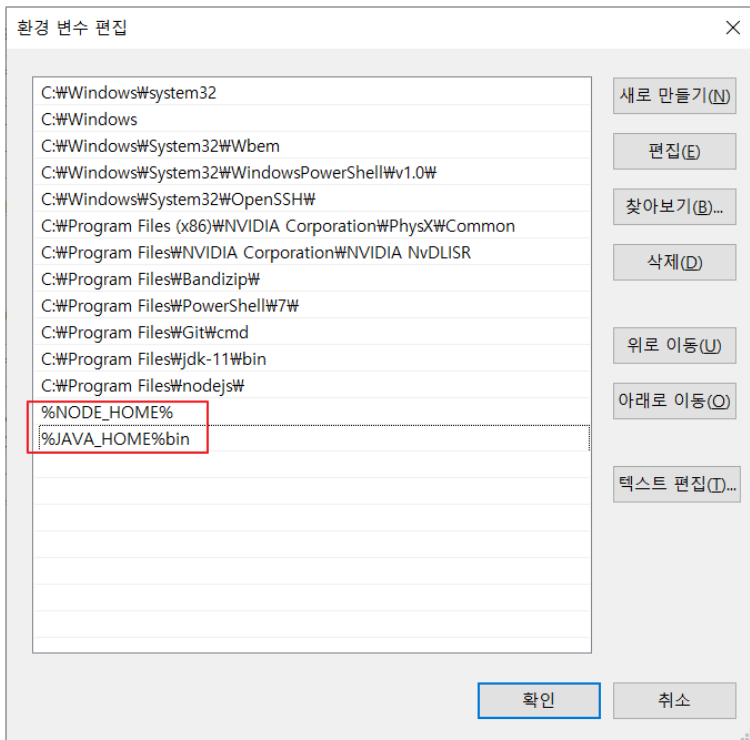 환경 변수 편집
C:₩Windows₩system32
C:₩Windows
C:₩Windows₩System32₩Wbem
C:₩Windows₩System32₩WindowsPowerShell₩v1.0₩
C:₩Windows₩System32₩OpenSSH₩
C:₩Program Files (x86)₩NVIDIA Corporation₩PhysX₩Common
C:₩Program Files₩NVIDIA Corporation₩NVIDIA NvDLISR
C:₩Program Files₩Bandizip₩
C:₩Program Files₩PowerShell₩7₩
C:₩Program Files₩Git₩cmd
C:₩Program Files₩jdk-11₩bin
C:₩Program Files₩nodejs₩
%NODE_HOME%
%JAVA_HOME%bin
새로 만들기(N)
편집(E)
찾아보기(B)...
삭제(D)
위로 이동(U)
아래로 이동(O)
텍스트 편집(T)...
확인
취소